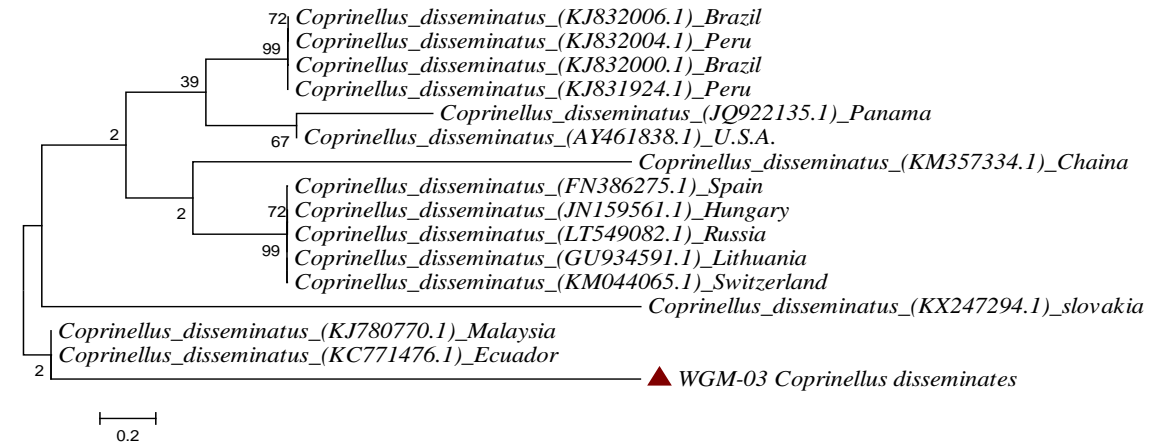 72 Coprinellus_disseminatus_(KJ832006.1)_Brazil
Coprinellus_disseminatus_(KJ832004.1)_Peru
99 Coprinellus_disseminatus_(KJ832000.1)_Brazil
Coprinellus_disseminatus_(KJ831924.1)_Peru
39
Coprinellus_disseminatus_(JQ922135.1)_Panama
2
67 Coprinellus_disseminatus_(AY461838.1)_U.S.A.
Coprinellus_disseminatus_(KM357334.1)_Chaina
Coprinellus_disseminatus_(FN386275.1)_Spain
2 72 Coprinellus_disseminatus_(JN159561.1)_Hungary
Coprinellus_disseminatus_(LT549082.1)_Russia
99 Coprinellus_disseminatus_(GU934591.1)_Lithuania
Coprinellus_disseminatus_(KM044065.1)_Switzerland
Coprinellus_disseminatus_(KX247294.1)_slovakia
Coprinellus_disseminatus_(KJ780770.1)_Malaysia
Coprinellus_disseminatus_(KC771476.1)_Ecuador
2
WGM-03 Coprinellus disseminates
0.2